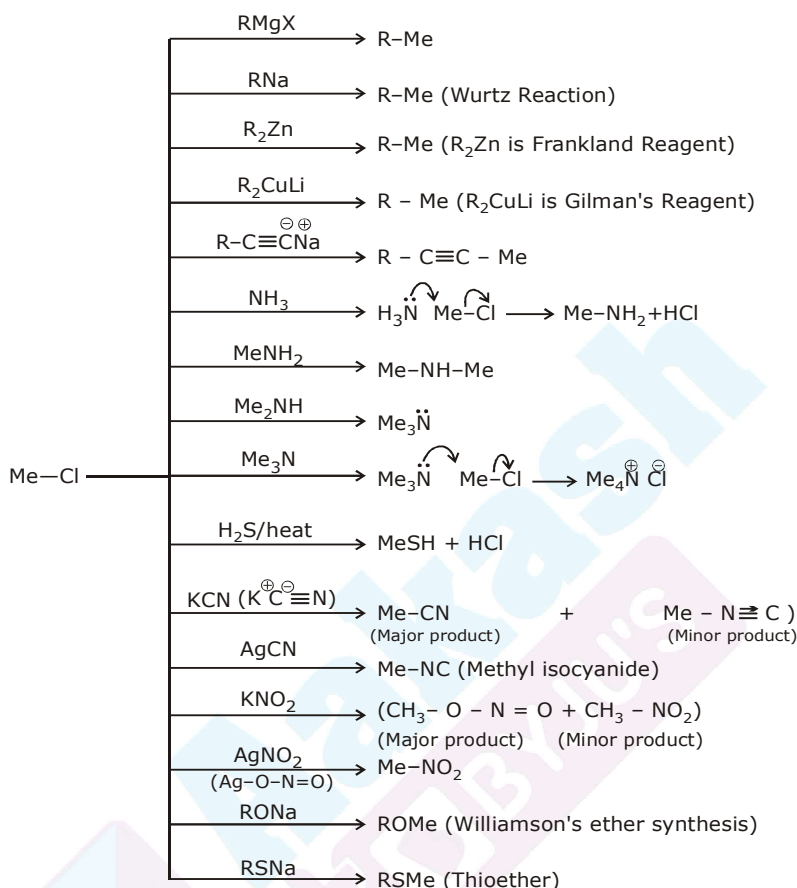 RMgX
R–Me
RNa
R–Me (Wurtz Reaction)
R₂Zn
R–Me (R₂Zn is Frankland Reagent)
R₂CuLi
R – Me (R₂CuLi is Gilman's Reagent)
R–C≡C⊖Na⊕
R – C≡C – Me
NH₃
H₃N̈ Me–Cl ⟶ Me–NH₂+HCl
MeNH₂
Me–NH–Me
Me₂NH
Me₃N̈
Me—Cl
Me₃N
Me₃N̈ Me–Cl ⟶ Me₄N⊕ Cl⊖
H₂S/heat
MeSH + HCl
KCN (K⊕ C⊖≡N)
Me–CN + Me – N≡C )
(Major product) (Minor product)
AgCN
Me–NC (Methyl isocyanide)
KNO₂
(CH₃– O – N = O + CH₃ – NO₂)
(Major product) (Minor product)
AgNO₂
(Ag–O–N=O)
Me–NO₂
RONa
ROMe (Williamson's ether synthesis)
RSNa
RSMe (Thioether)
Aakash
BYJU'S